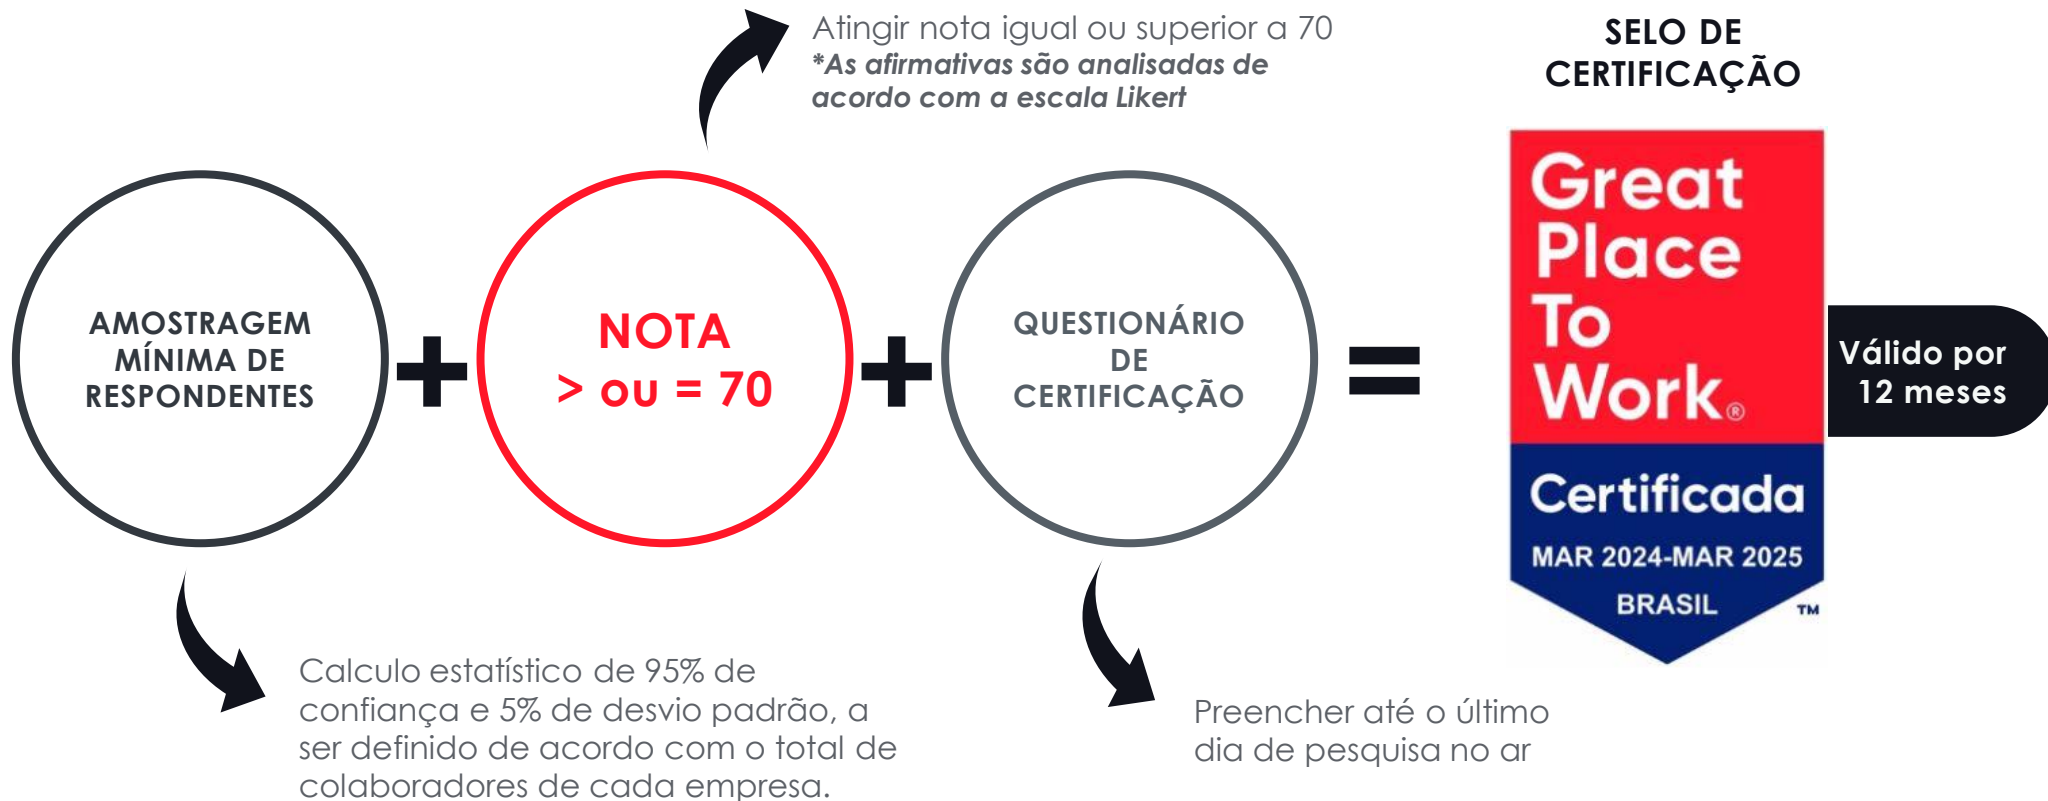 Atingir nota igual ou superior a 70
*As afirmativas são analisadas de
acordo com a escala Likert
SELO DE
CERTIFICAÇÃO
AMOSTRAGEM
MÍNIMA DE
RESPONDENTES
+
NOTA
> ou = 70
+
QUESTIONÁRIO
DE
CERTIFICAÇÃO
=
Great
Place
To
Work®
Certificada
MAR 2024-MAR 2025
BRASIL
TM
Válido por
12 meses
Calculo estatístico de 95% de
confiança e 5% de desvio padrão, a
ser definido de acordo com o total de
colaboradores de cada empresa.
Preencher até o último
dia de pesquisa no ar